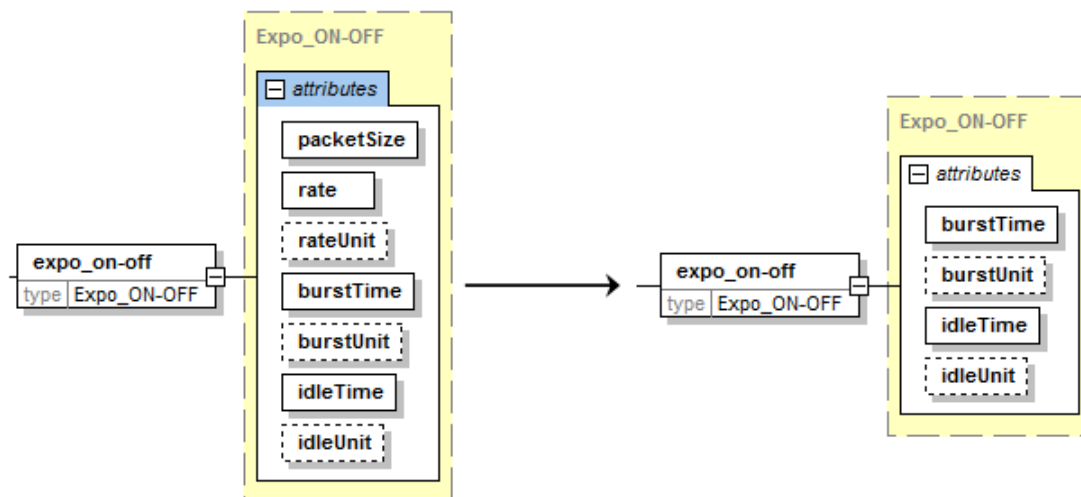 Expo_ON-OFF
attributes
packetSize
rate
rateUnit
expo_on-off
type Expo_ON-OFF
burstTime
burstUnit
idleTime
idleUnit
Expo_ON-OFF
attributes
burstTime
expo_on-off
type Expo_ON-OFF
burstUnit
idleTime
idleUnit